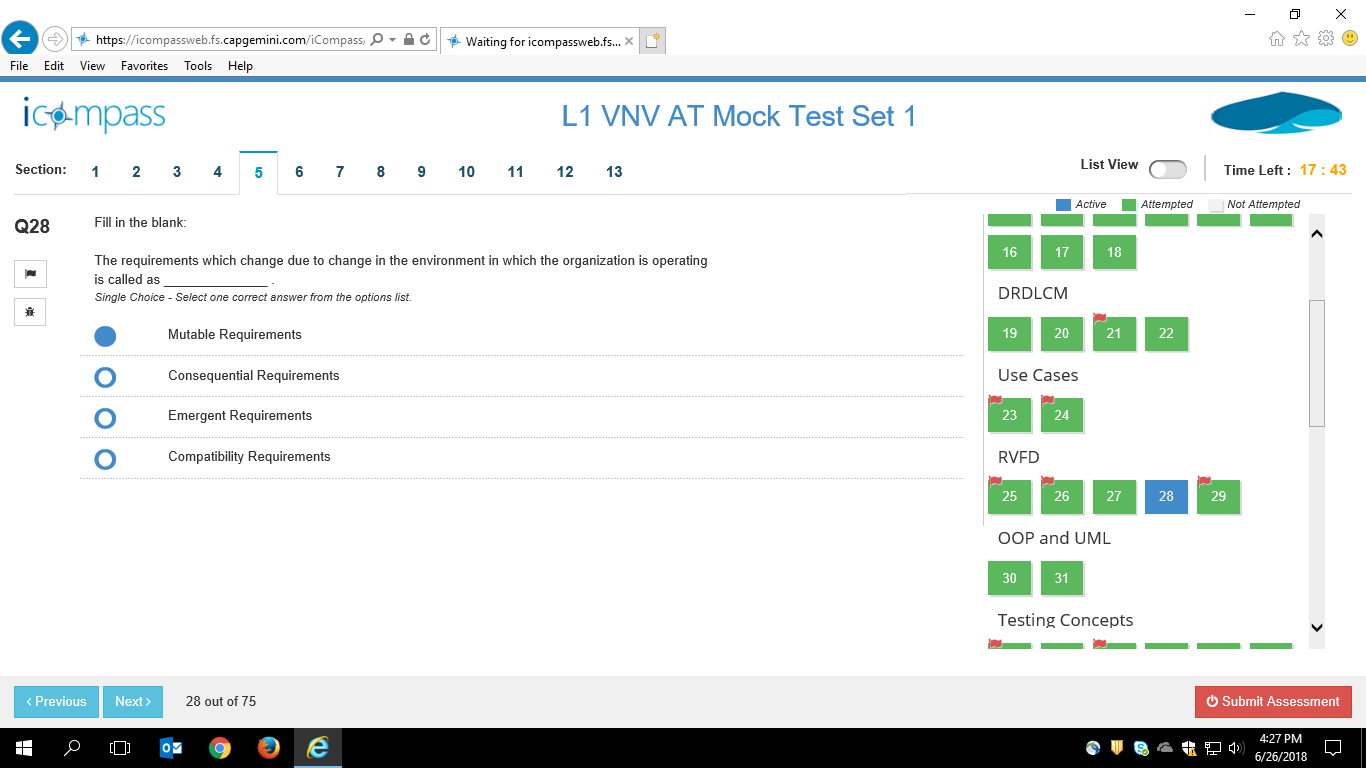 https://icompassweb.fs.capgemini.com/iCompass/
Waiting for icompassweb.fs...
File Edit View Favorites Tools Help
icompass
L1 VNV AT Mock Test Set 1
Section: 1 2 3 4 5 6 7 8 9 10 11 12 13
List View
Time Left : 17 : 43
Active Attempted Not Attempted
Q28
Fill in the blank:
The requirements which change due to change in the environment in which the organization is operating
is called as ______________ .
Single Choice - Select one correct answer from the options list.
Mutable Requirements
Consequential Requirements
Emergent Requirements
Compatibility Requirements
16 17 18
DRDLCM
19 20 21 22
Use Cases
23 24
RVFD
25 26 27 28 29
OOP and UML
30 31
Testing Concepts
< Previous
Next >
28 out of 75
Submit Assessment
4:27 PM
6/26/2018